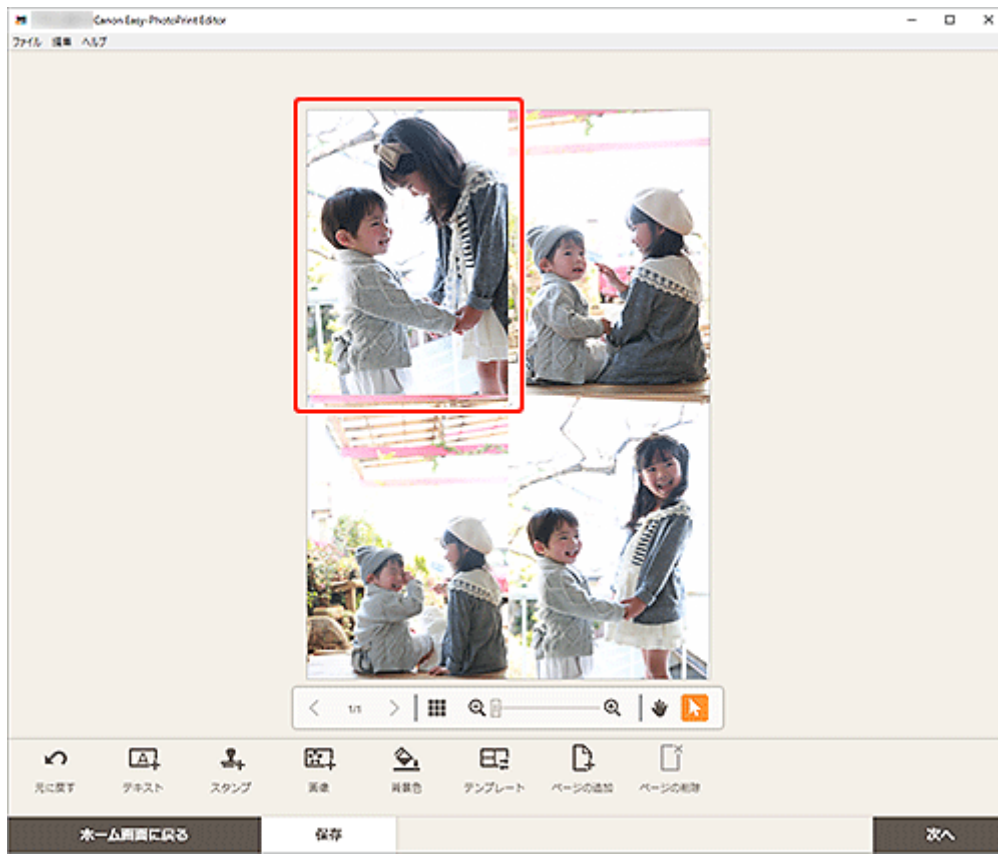 Canon Easy-PhotoPrint Editor
ファイル 編集 ヘルプ
1/1
元に戻す テキスト スタンプ 画像 背景色 テンプレート ページの追加 ページの削除
ホーム画面に戻る 保存 次へ